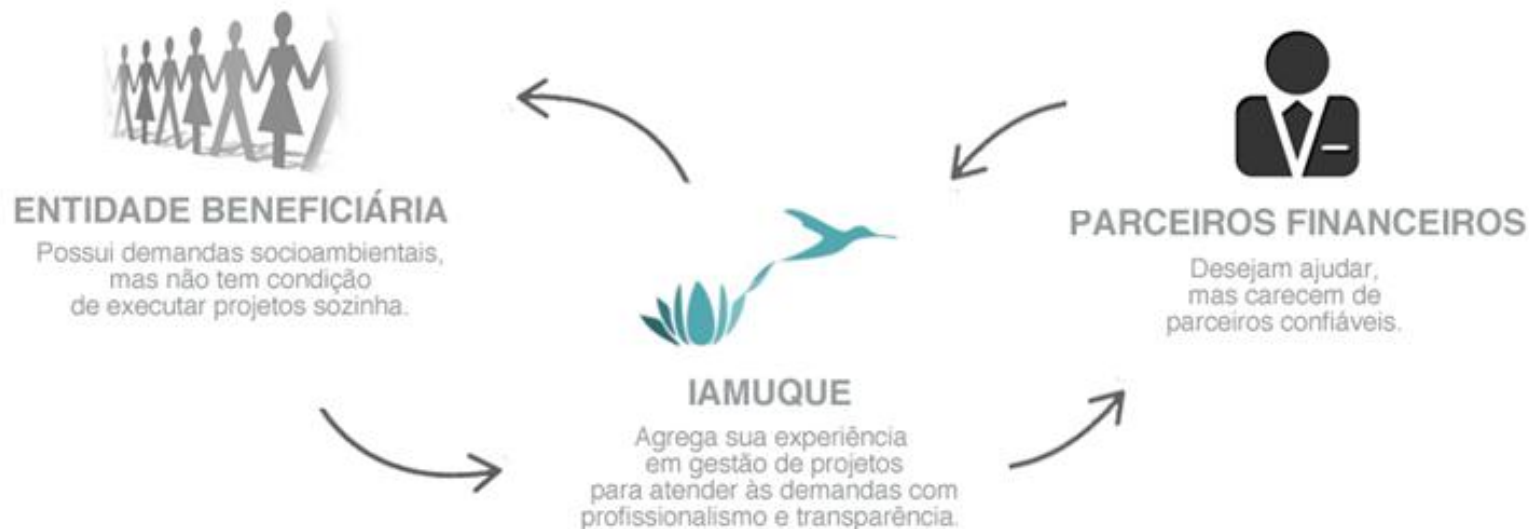 ENTIDADE BENEFICIÁRIA
Possui demandas socioambientais,
mas não tem condição
de executar projetos sozinha.
PARCEIROS FINANCEIROS
Desejam ajudar,
mas carecem de
parceiros confiáveis.
IAMUQUE
Agrega sua experiência
em gestão de projetos
para atender às demandas com
profissionalismo e transparência.